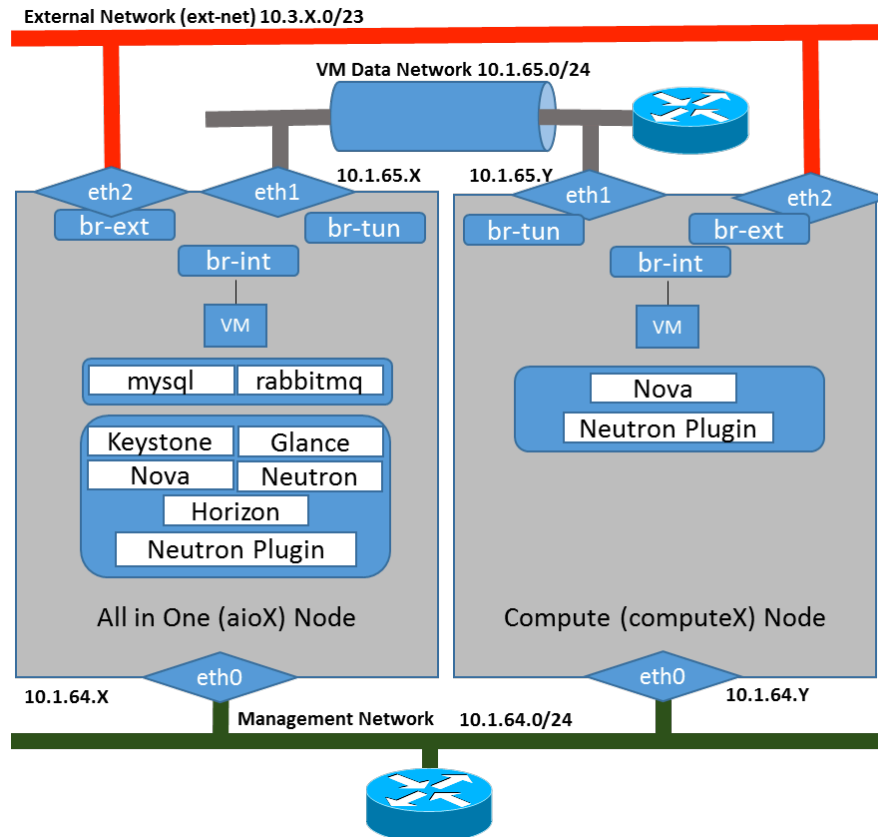 External Network (ext-net) 10.3.X.0/23
VM Data Network 10.1.65.0/24
10.1.65.X
10.1.65.Y
eth2
eth1
eth1
eth2
br-ext
br-tun
br-tun
br-ext
br-int
br-int
VM
VM
mysql
rabbitmq
Nova
Neutron Plugin
Keystone
Glance
Nova
Neutron
Horizon
Neutron Plugin
All in One (aioX) Node
Compute (computeX) Node
eth0
eth0
10.1.64.X
10.1.64.Y
Management Network 10.1.64.0/24